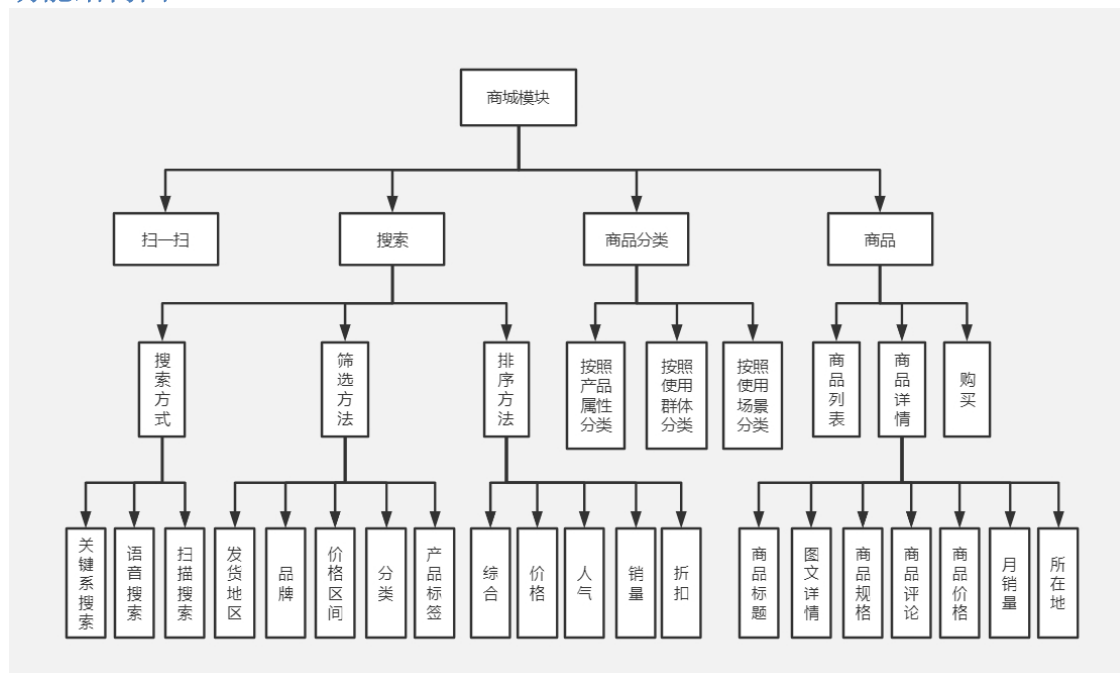 商城模块
扫一扫
搜索
商品分类
商品
搜索方式
筛选方法
排序方法
按照
产品
属性
分类
按照
使用
群体
分类
按照
使用
场景
分类
商品列表
商品详情
购买
关键系搜索
语音搜索
扫描搜索
发货地区
品牌
价格区间
分类
产品标签
综合
价格
人气
销量
折扣
商品标题
图文详情
商品规格
商品评论
商品价格
月销量
所在地